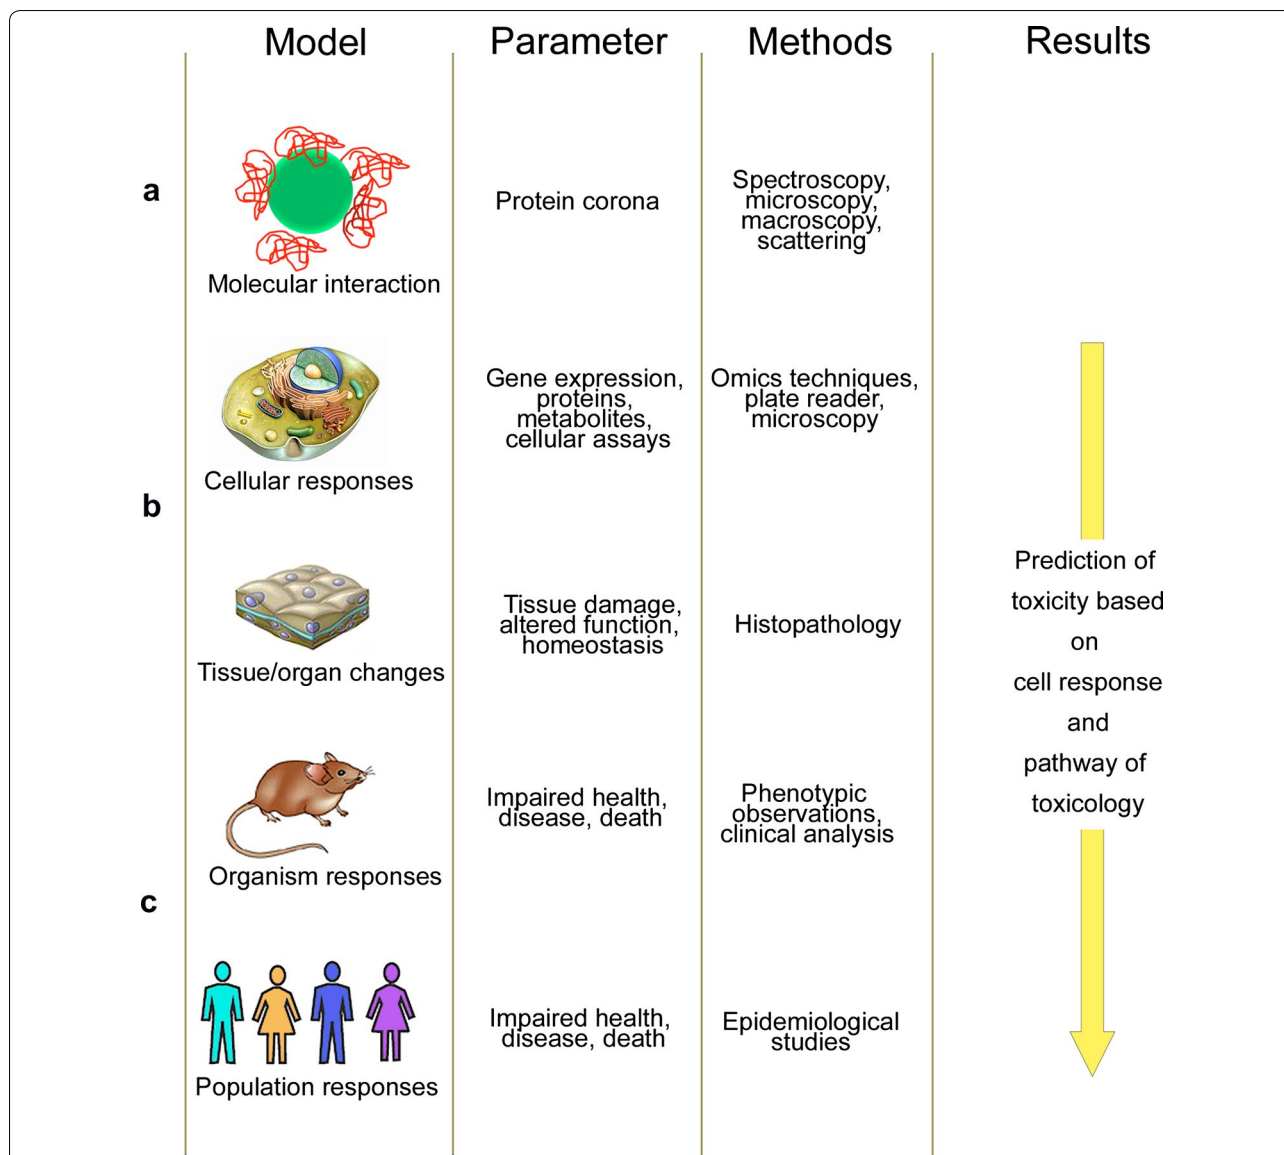 Model Parameter Methods Results
a
Molecular interaction
Protein corona
Spectroscopy,
microscopy,
macroscopy,
scattering
Cellular responses
Gene expression,
proteins,
metabolites,
cellular assays
Omics techniques,
plate reader,
microscopy
b
Tissue/organ changes
Tissue damage,
altered function,
homeostasis
Histopathology
Organism responses
Impaired health,
disease, death
Phenotypic
observations,
clinical analysis
c
Population responses
Impaired health,
disease, death
Epidemiological
studies
Prediction of
toxicity based
on
cell response
and
pathway of
toxicology